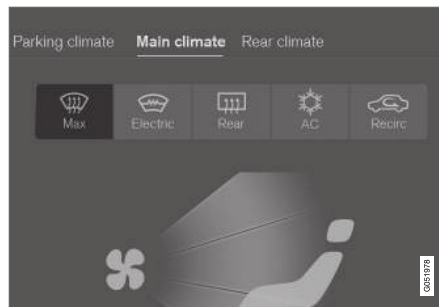 Parking climate Main climate Rear climate
Max Electric Rear AC Recirc
G051978